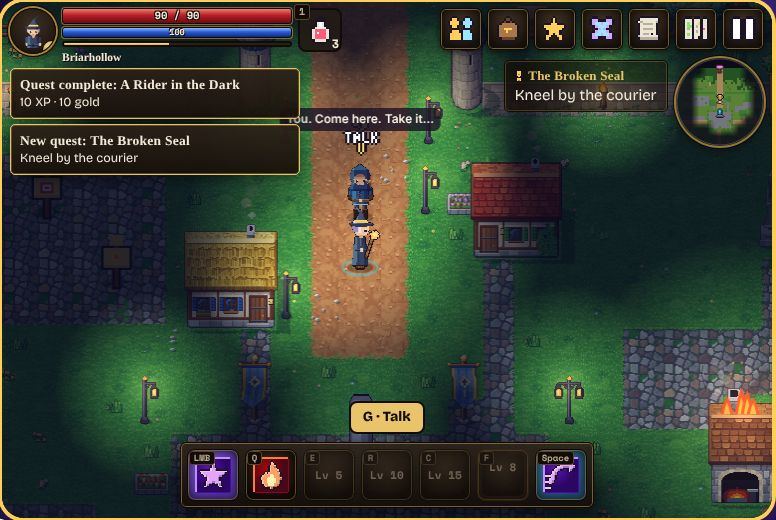 90 / 90
100
1
3
Briarhollow
Quest complete: A Rider in the Dark
10 XP · 10 gold
New quest: The Broken Seal
Kneel by the courier
! The Broken Seal
Kneel by the courier
You. Come here. Take it...
TALK
G · Talk
LMB
Q
E
Lv 5
R
Lv 10
C
Lv 15
F
Lv 8
Space